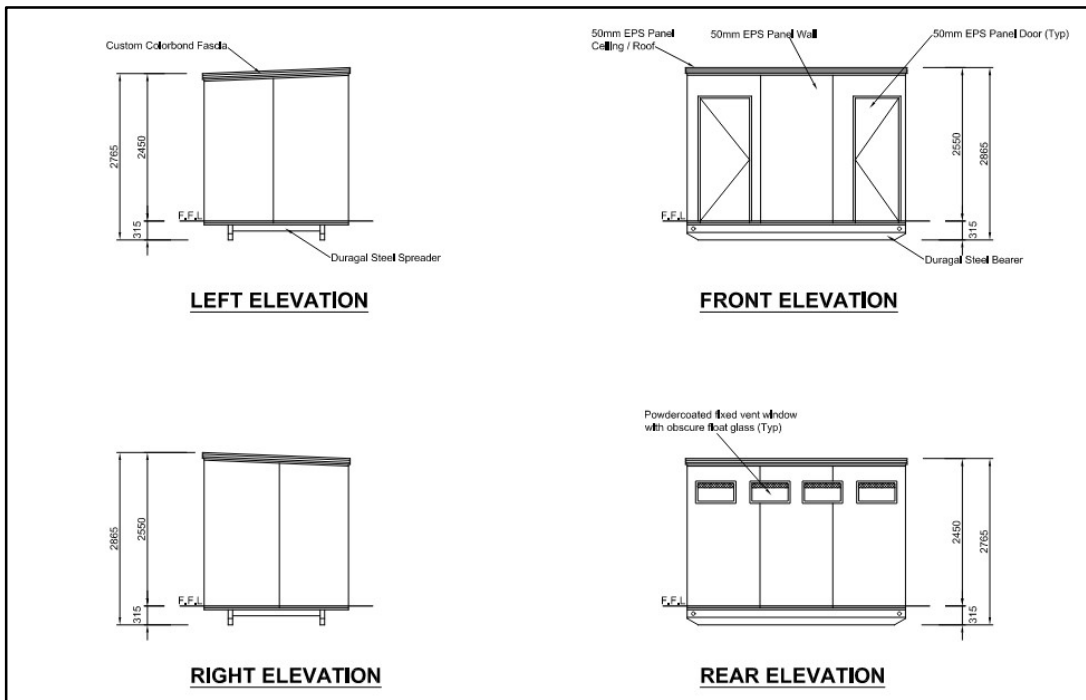 Custom Colorbond Fascia
2765
2450
315
F.F.L
Duragal Steel Spreader
LEFT ELEVATION
50mm EPS Panel
Ceiling / Roof
50mm EPS Panel Wall
50mm EPS Panel Door (Typ)
2550
2865
315
F.F.L
Duragal Steel Bearer
FRONT ELEVATION
2865
2550
315
F.F.L
RIGHT ELEVATION
Powdercoated fixed vent window
with obscure float glass (Typ)
2450
2765
315
F.F.L
REAR ELEVATION